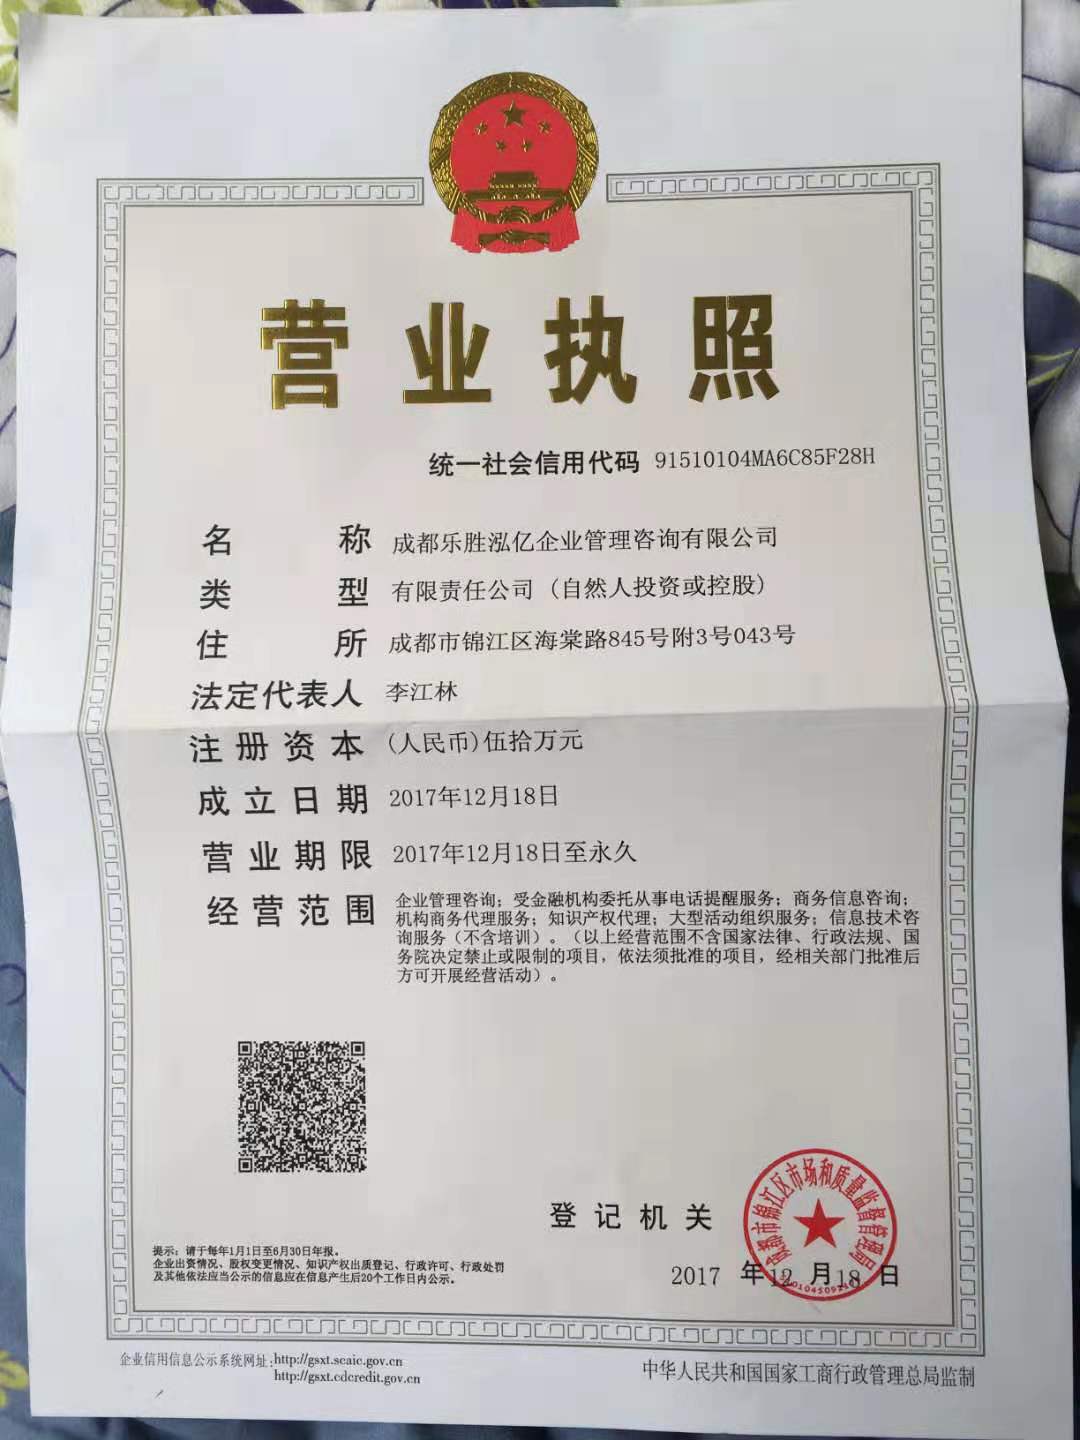 营业执照
统一社会信用代码 91510104MA6C85F28H
名称 成都乐胜泓亿企业管理咨询有限公司
类型 有限责任公司（自然人投资或控股）
住所 成都市锦江区海棠路845号附3号043号
法定代表人 李江林
注册资本 (人民币)伍拾万元
成立日期 2017年12月18日
营业期限 2017年12月18日至永久
经营范围 企业管理咨询；受金融机构委托从事电话提醒服务；商务信息咨询；
机构商务代理服务；知识产权代理；大型活动组织服务；信息技术咨
询服务（不含培训）。（以上经营范围不含国家法律、行政法规、国
务院决定禁止或限制的项目，依法须批准的项目，经相关部门批准后
方可开展经营活动）。
登记机关
成都市锦江区市场和质量监督管理局
2017 年 12 月 18 日
提示：请于每年1月1日至6月30日年报。
企业出资情况、股权变更情况、知识产权出质登记、行政许可、行政处罚
及其他依法应当公示的信息应在信息产生后20个工作日内公示。
企业信用信息公示系统网址：http://gsxt.scaic.gov.cn
http://gsxt.cdcredit.gov.cn
中华人民共和国国家工商行政管理总局监制